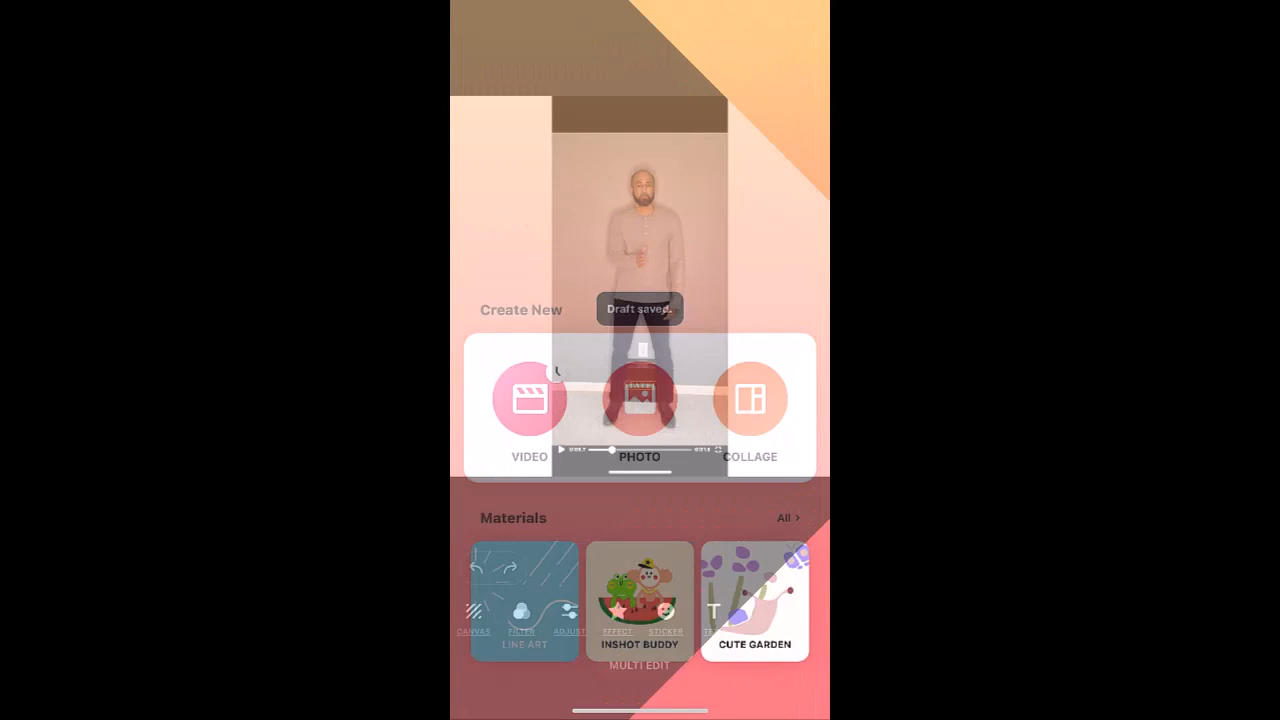 Create New
Draft saved.
VIDEO
PHOTO
COLLAGE
Materials
All >
CANVAS
FILTER
ADJUST
EFFECT
STICKER
LINE ART
INSHOT BUDDY
CUTE GARDEN
MULTI EDIT